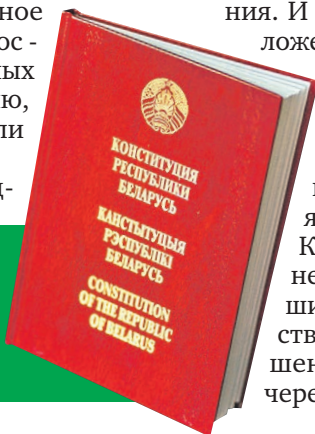 ное
ос -
ных
ю,
ли
д-
КОНСТИТУЦИЯ
РЕСПУБЛИКИ
БЕЛАРУСЬ
КАНСТЫТУЦЫЯ
РЭСПУБЛІКІ
БЕЛАРУСЬ
CONSTITUTION
OF THE REPUBLIC
OF BELARUS
ния. И
ложе
я
К
не
ши
ств
шен
чере